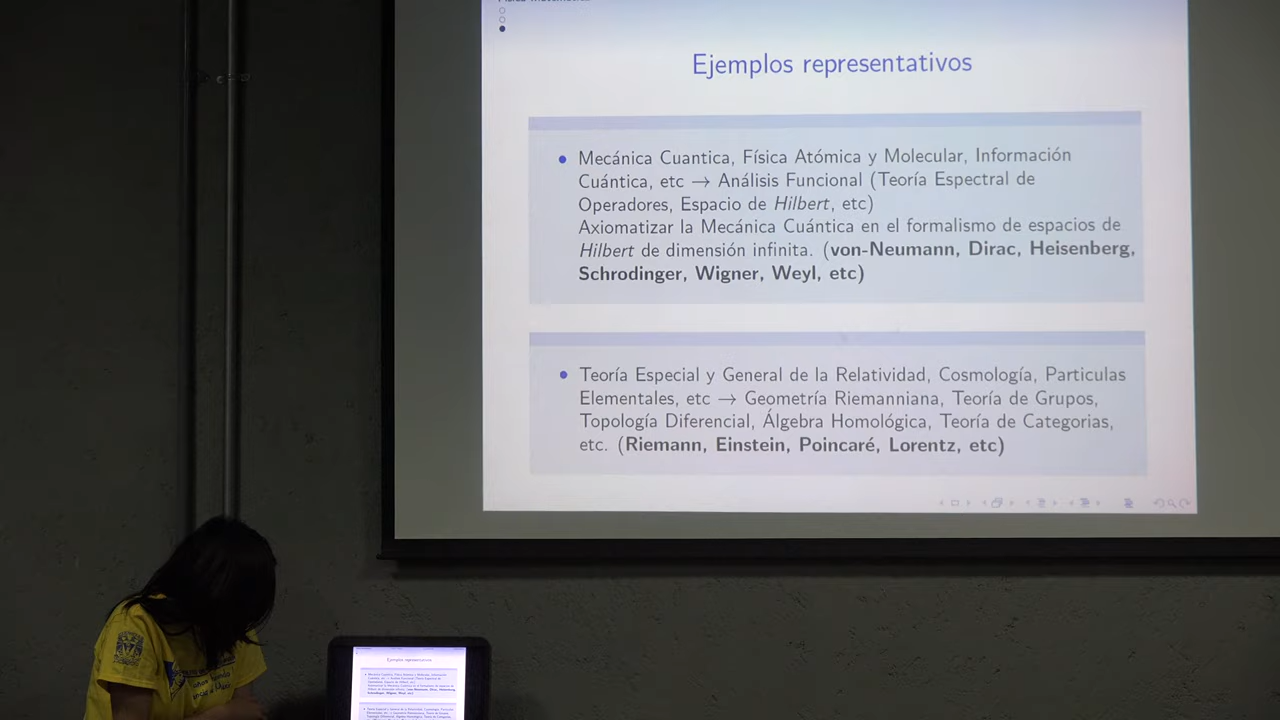 Ejemplos representativos
Mecánica Cuantica, Física Atómica y Molecular, Información
Cuántica, etc → Análisis Funcional (Teoría Espectral de
Operadores, Espacio de Hilbert, etc)
Axiomatizar la Mecánica Cuántica en el formalismo de espacios de
Hilbert de dimensión infinita. (von-Neumann, Dirac, Heisenberg,
Schrodinger, Wigner, Weyl, etc)
Teoría Especial y General de la Relatividad, Cosmología, Particulas
Elementales, etc → Geometría Riemanniana, Teoría de Grupos,
Topología Diferencial, Álgebra Homológica, Teoría de Categorias,
etc. (Riemann, Einstein, Poincaré, Lorentz, etc)
Ejemplos representativos